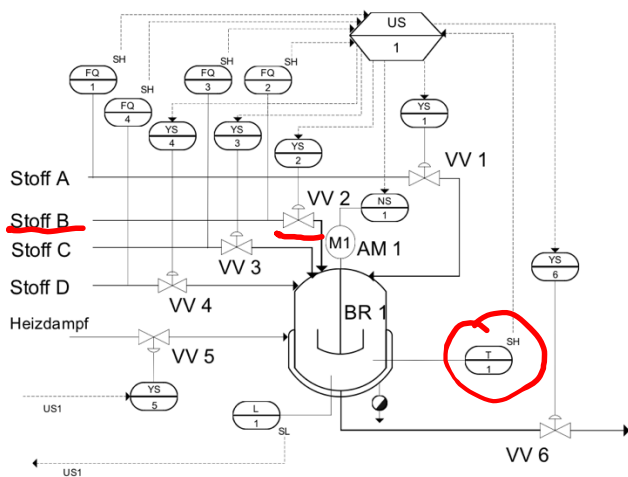 US
1
SH
SH
SH
SH
FQ
1
FQ
3
FQ
2
FQ
4
YS
4
YS
3
YS
2
YS
1
Stoff A
VV 1
Stoff B
VV 2
NS
1
Stoff C
VV 3
M1
AM 1
YS
6
Stoff D
VV 4
BR 1
Heizdampf
VV 5
SH
T
1
YS
5
US1
L
1
SL
VV 6
US1